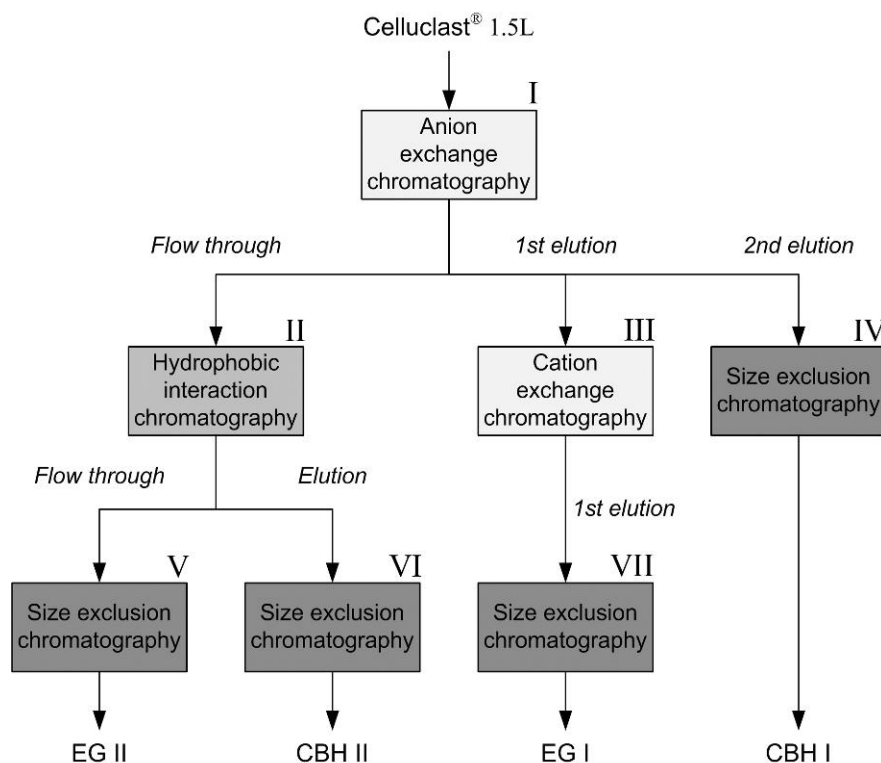 Celluclast® 1.5L
I
Anion
exchange
chromatography
Flow through
1st elution
2nd elution
II
Hydrophobic
interaction
chromatography
III
Cation
exchange
chromatography
IV
Size exclusion
chromatography
Flow through
Elution
1st elution
V
Size exclusion
chromatography
VI
Size exclusion
chromatography
VII
Size exclusion
chromatography
EG II
CBH II
EG I
CBH I